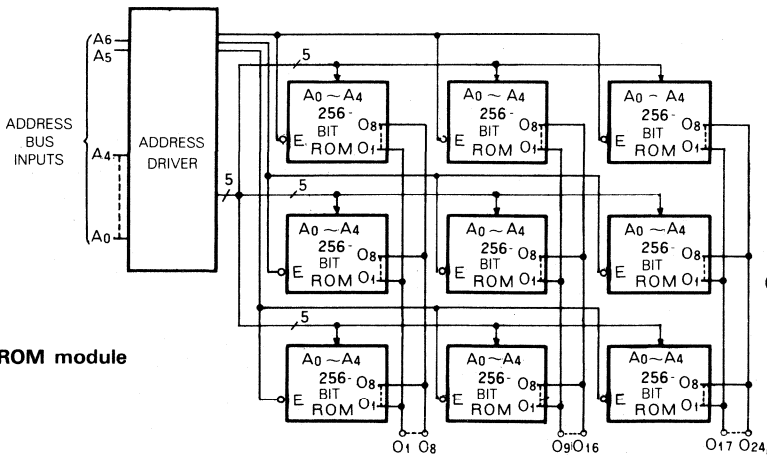 A6
A5
ADDRESS
BUS
INPUTS
A4
A0
ADDRESS
DRIVER
5
5
A0~A4
256-
BIT
ROM
E
O8
O1
A0~A4
256-
BIT
ROM
E
O8
O1
A0~A4
256-
BIT
ROM
E
O8
O1
5
A0~A4
256-
BIT
ROM
E
O8
O1
A0~A4
256-
BIT
ROM
E
O8
O1
A0~A4
256-
BIT
ROM
E
O8
O1
5
A0~A4
256-
BIT
ROM
E
O8
O1
A0~A4
256-
BIT
ROM
E
O8
O1
A0~A4
256-
BIT
ROM
E
O8
O1
ROM module
O1 O8
O9 O16
O17 O24